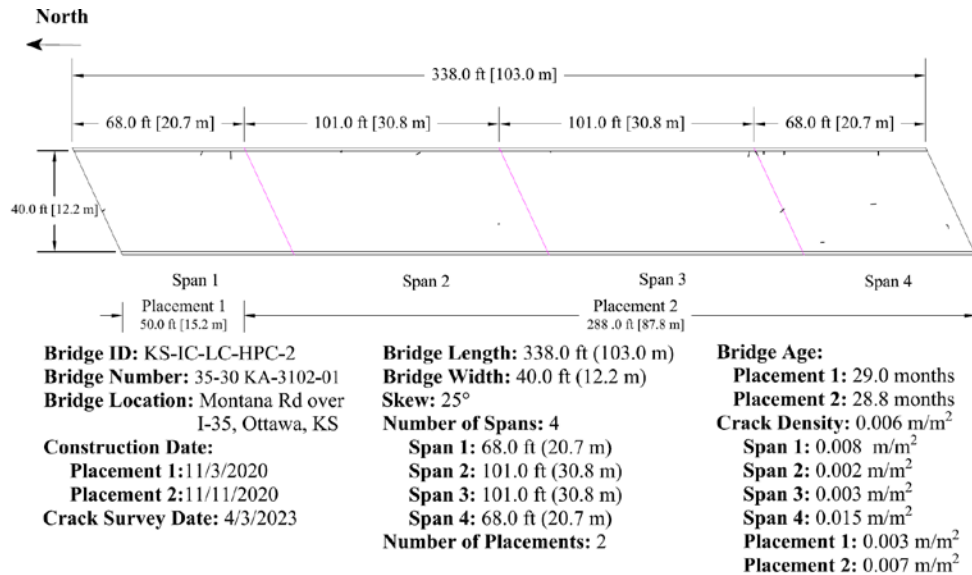 North
338.0 ft [103.0 m]
68.0 ft [20.7 m] 101.0 ft [30.8 m] 101.0 ft [30.8 m] 68.0 ft [20.7 m]
40.0 ft [12.2 m]
Span 1 Span 2 Span 3 Span 4
Placement 1 Placement 2
50.0 ft [15.2 m] 288 .0 ft [87.8 m]
Bridge ID: KS-IC-LC-HPC-2
Bridge Number: 35-30 KA-3102-01
Bridge Location: Montana Rd over
I-35, Ottawa, KS
Construction Date:
Placement 1:11/3/2020
Placement 2:11/11/2020
Crack Survey Date: 4/3/2023
Bridge Length: 338.0 ft (103.0 m)
Bridge Width: 40.0 ft (12.2 m)
Skew: 25°
Number of Spans: 4
Span 1: 68.0 ft (20.7 m)
Span 2: 101.0 ft (30.8 m)
Span 3: 101.0 ft (30.8 m)
Span 4: 68.0 ft (20.7 m)
Number of Placements: 2
Bridge Age:
Placement 1: 29.0 months
Placement 2: 28.8 months
Crack Density: 0.006 m/m²
Span 1: 0.008 m/m²
Span 2: 0.002 m/m²
Span 3: 0.003 m/m²
Span 4: 0.015 m/m²
Placement 1: 0.003 m/m²
Placement 2: 0.007 m/m²